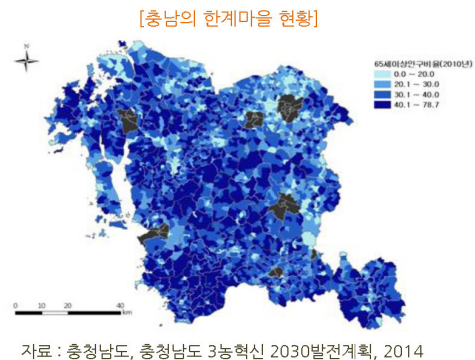 [충남의 한계마을 현황]
N
65세이상인구비율(2010년)
0.0 ~ 20.0
20.1 ~ 30.0
30.1 ~ 40.0
40.1 ~ 78.7
0 10 20 40
km
자료 : 충청남도, 충청남도 3농혁신 2030발전계획, 2014